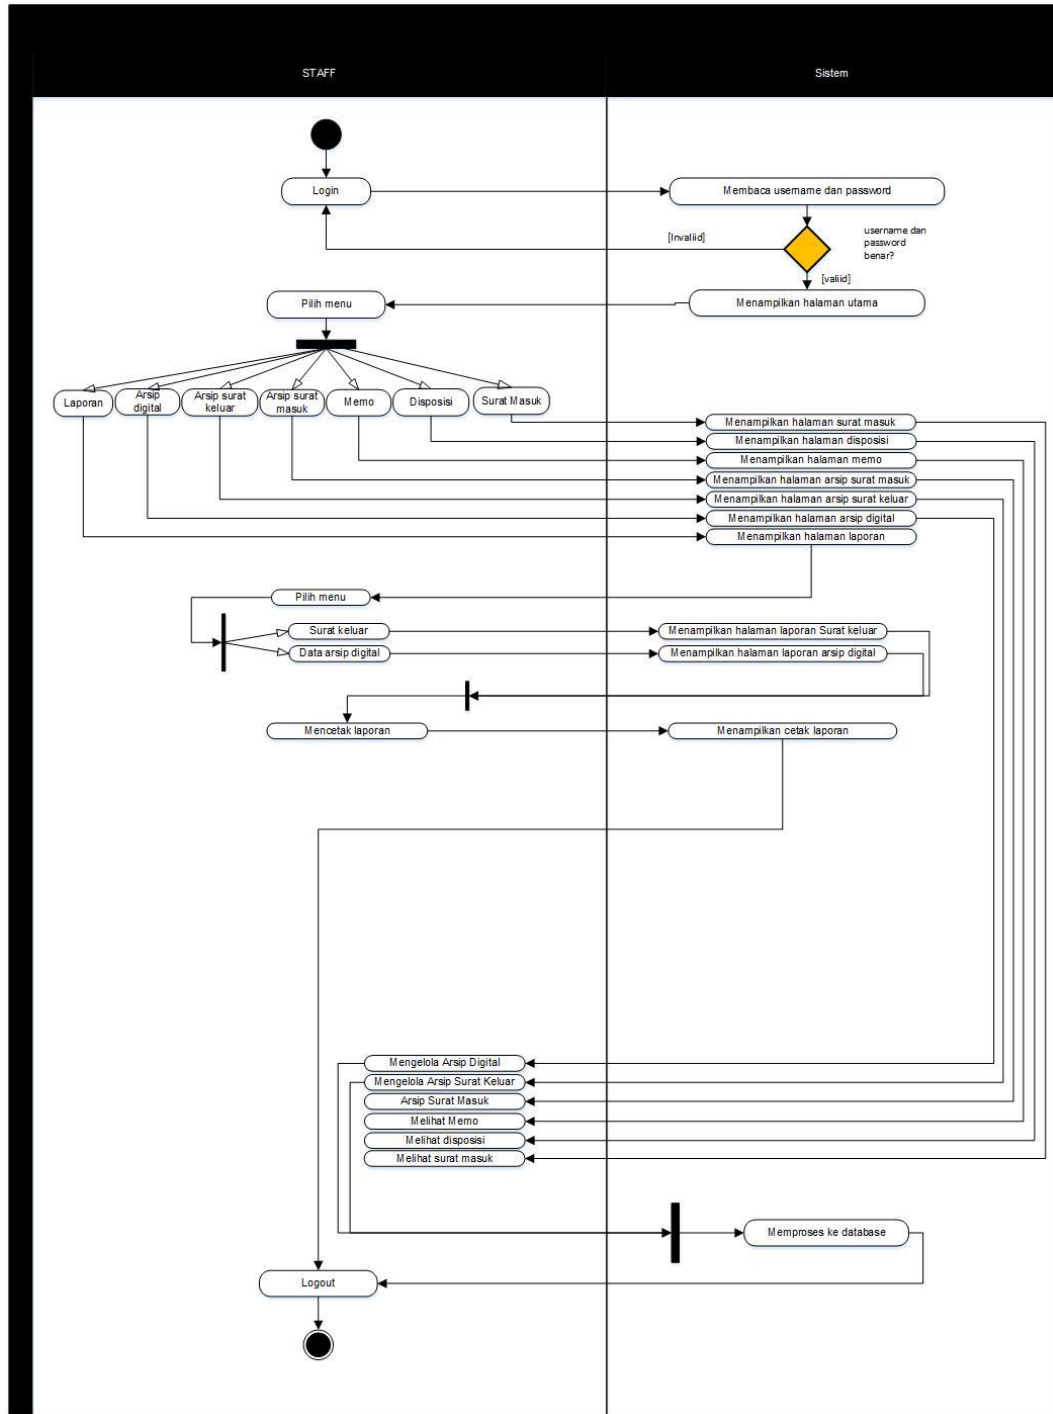 STAFF
Sistem
Login
Membaca username dan password
[Invaliid]
username dan
password
benar?
[valiid]
Pilih menu
Menampilkan halaman utama
Laporan
Arsip
digital
Arsip surat
keluar
Arsip surat
masuk
Memo
Disposisi
Surat Masuk
Menampilkan halaman surat masuk
Menampilkan halaman disposisi
Menampilkan halaman memo
Menampilkan halaman arsip surat masuk
Menampilkan halaman arsip surat keluar
Menampilkan halaman arsip digital
Menampilkan halaman laporan
Pilih menu
Surat keluar
Menampilkan halaman laporan Surat keluar
Data arsip digital
Menampilkan halaman laporan arsip digital
Mencetak laporan
Menampilkan cetak laporan
Mengelola Arsip Digital
Mengelola Arsip Surat Keluar
Arsip Surat Masuk
Melihat Memo
Melihat disposisi
Melihat surat masuk
Memproses ke database
Logout